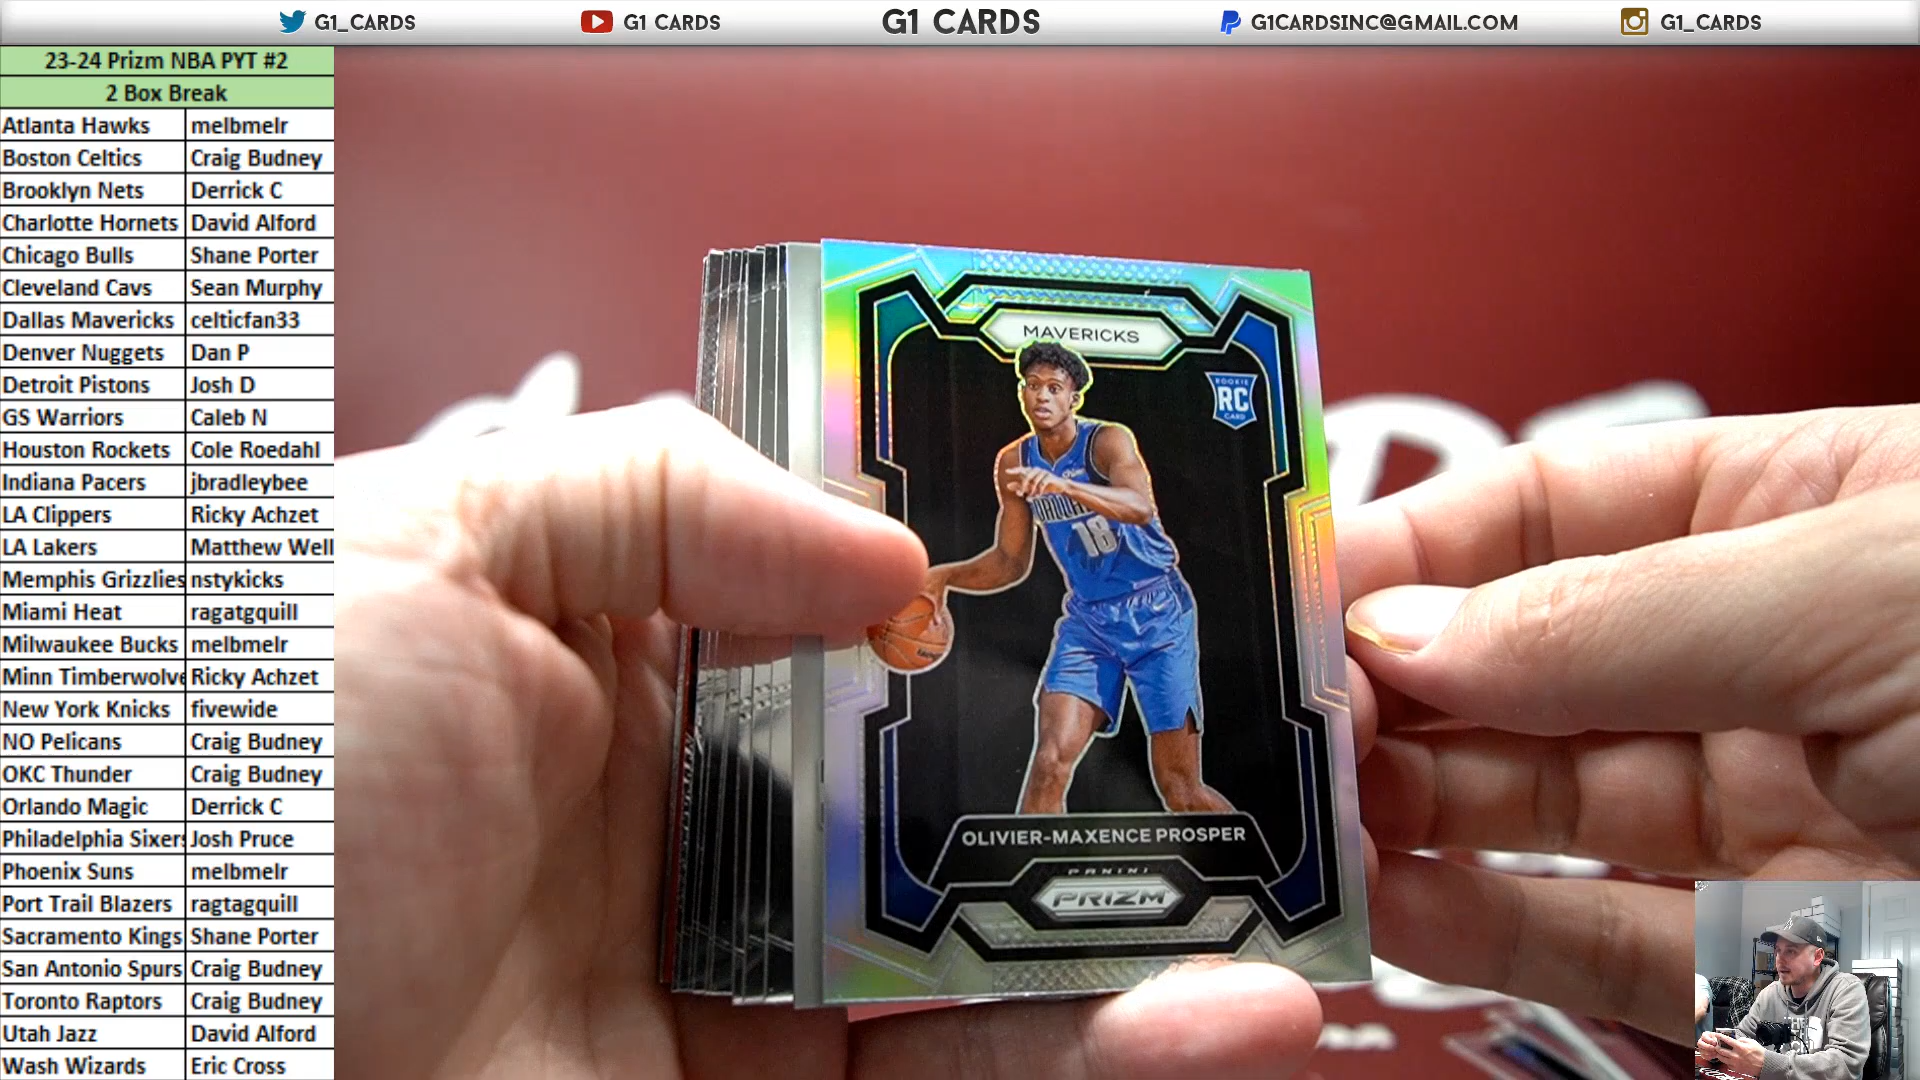 G1_CARDS G1 CARDS G1 CARDS G1CARDSINC@GMAIL.COM G1_CARDS
23-24 Prizm NBA PYT #2
2 Box Break
Atlanta Hawks melbmelr
Boston Celtics Craig Budney
Brooklyn Nets Derrick C
Charlotte Hornets David Alford
Chicago Bulls Shane Porter
Cleveland Cavs Sean Murphy
Dallas Mavericks celticfan33
Denver Nuggets Dan P
Detroit Pistons Josh D
GS Warriors Caleb N
Houston Rockets Cole Roedahl
Indiana Pacers jbradleybee
LA Clippers Ricky Achzet
LA Lakers Matthew Well
Memphis Grizzlies nstykicks
Miami Heat ragatgquill
Milwaukee Bucks melbmelr
Minn Timberwolve Ricky Achzet
New York Knicks fivewide
NO Pelicans Craig Budney
OKC Thunder Craig Budney
Orlando Magic Derrick C
Philadelphia Sixers Josh Pruce
Phoenix Suns melbmelr
Port Trail Blazers ragtagquill
Sacramento Kings Shane Porter
San Antonio Spurs Craig Budney
Toronto Raptors Craig Budney
Utah Jazz David Alford
Wash Wizards Eric Cross
MAVERICKS
ROOKIE
RC
CARD
DALLAS
18
OLIVIER-MAXENCE PROSPER
PANINI
PRIZM